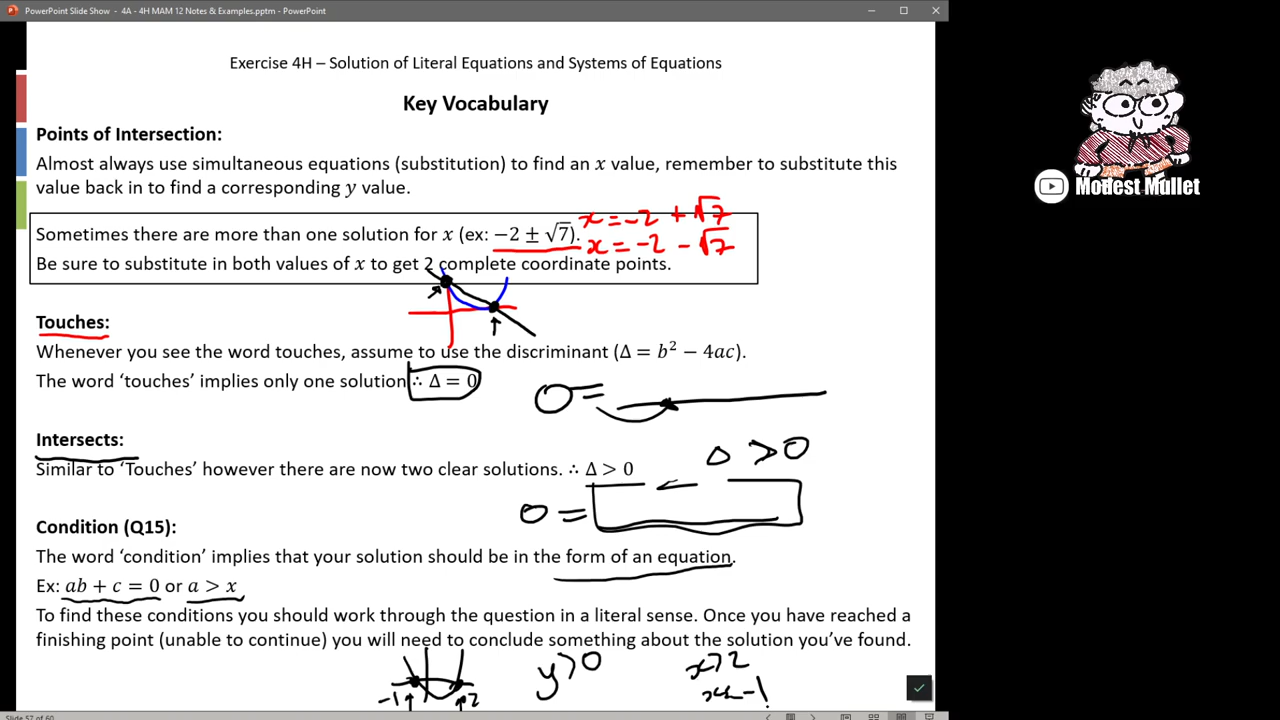 PowerPoint Slide Show - 4A - 4H MAM 12 Notes & Examples.pptm - PowerPoint
Exercise 4H – Solution of Literal Equations and Systems of Equations
Key Vocabulary
Points of Intersection:
Almost always use simultaneous equations (substitution) to find an x value, remember to substitute this
value back in to find a corresponding y value.
x = -2 + √7
Sometimes there are more than one solution for x (ex: −2 ± √7).
x = -2 - √7
Be sure to substitute in both values of x to get 2 complete coordinate points.
Touches:
Whenever you see the word touches, assume to use the discriminant (Δ = b² − 4ac).
The word 'touches' implies only one solution ∴ Δ = 0
0 =
Intersects:
Δ > 0
Similar to 'Touches' however there are now two clear solutions. ∴ Δ > 0
0 =
Condition (Q15):
The word 'condition' implies that your solution should be in the form of an equation.
Ex: ab + c = 0 or a > x
To find these conditions you should work through the question in a literal sense. Once you have reached a
finishing point (unable to continue) you will need to conclude something about the solution you've found.
-1 2
y > 0
x > 2
x < -1
Slide 57 of 60
Modest Mullet